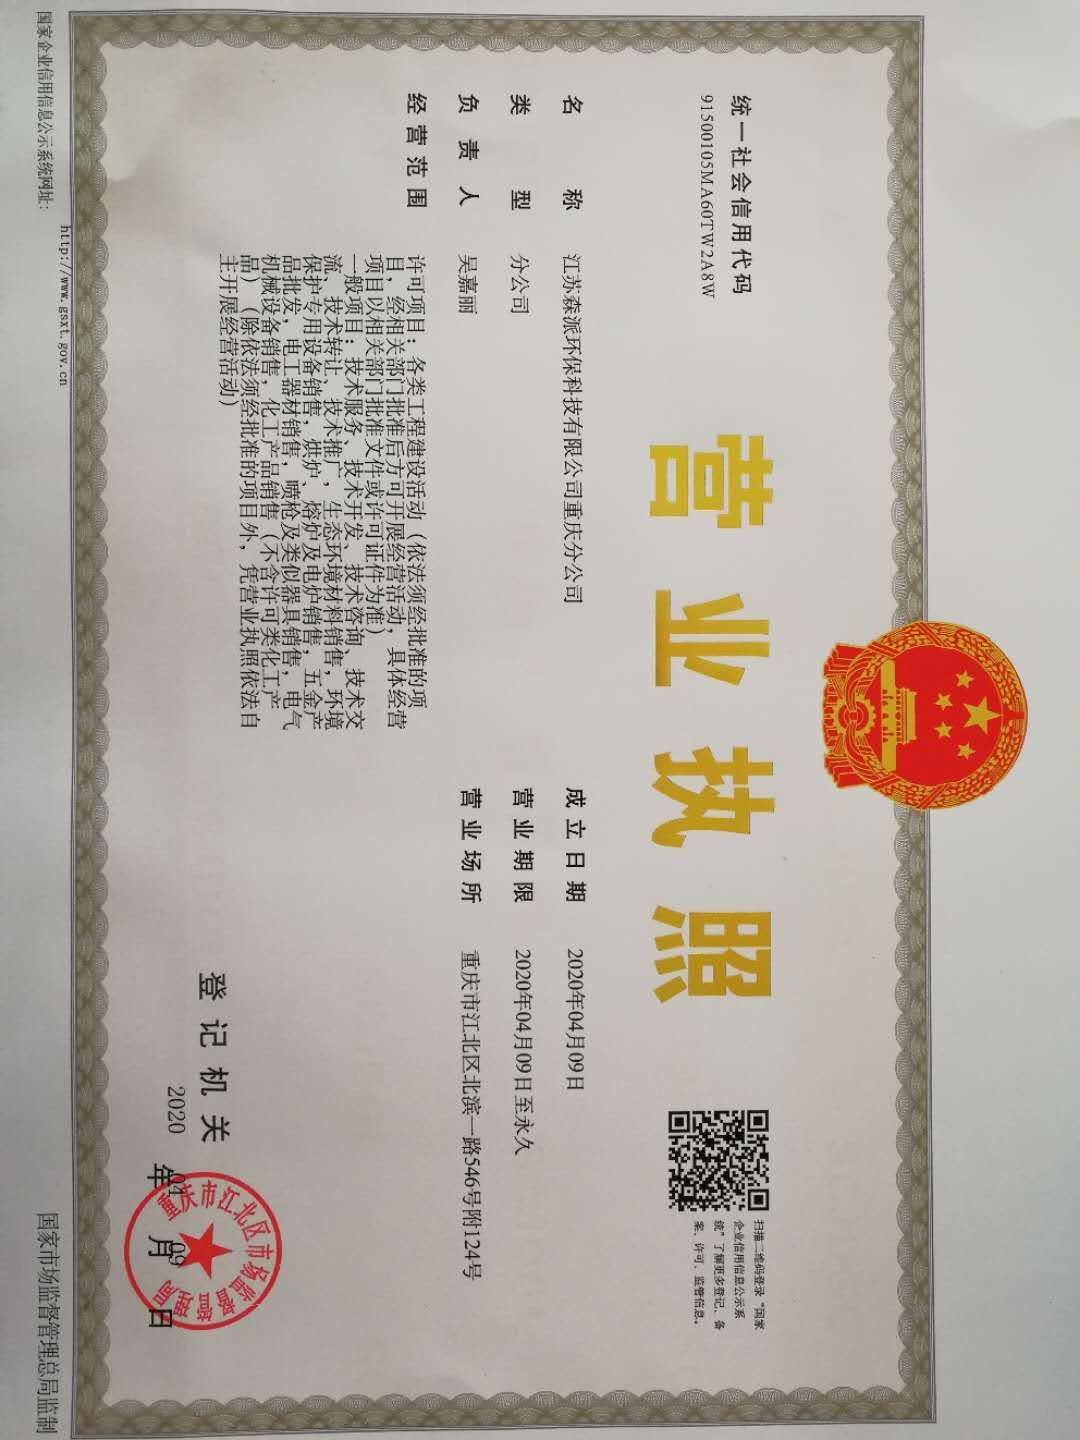 营业执照
统一社会信用代码
91500105MA60TW2A8W
扫描二维码登录“国家
企业信用信息公示系
统”了解更多登记、备
案、许可、监管信息。
名称 江苏森派环保科技有限公司重庆分公司
类型 分公司
负责人 吴嘉丽
经营范围 许可项目：各类工程建设活动（依法须经批准的项
目，经相关部门批准后方可开展经营活动，具体经营
项目以相关部门批准文件或许可证件为准）
一般项目：技术服务、技术开发、技术咨询、技术交
流、技术转让、技术推广，生态环境材料销售，环境
保护专用设备销售，烘炉、熔炉及电炉销售，五金产
品批发，电工器材销售，喷枪及类似器具销售，电气
机械设备销售，化工产品销售（不含许可类化工产
品）（除依法须经批准的项目外，凭营业执照依法自
主开展经营活动）
成立日期 2020年04月09日
营业期限 2020年04月09日至永久
营业场所 重庆市江北区北滨一路546号附124号
登记机关
重庆市江北区市场监督管理局
2020年04月09日
国家企业信用信息公示系统网址：
http://www.gsxt.gov.cn
国家市场监督管理总局监制